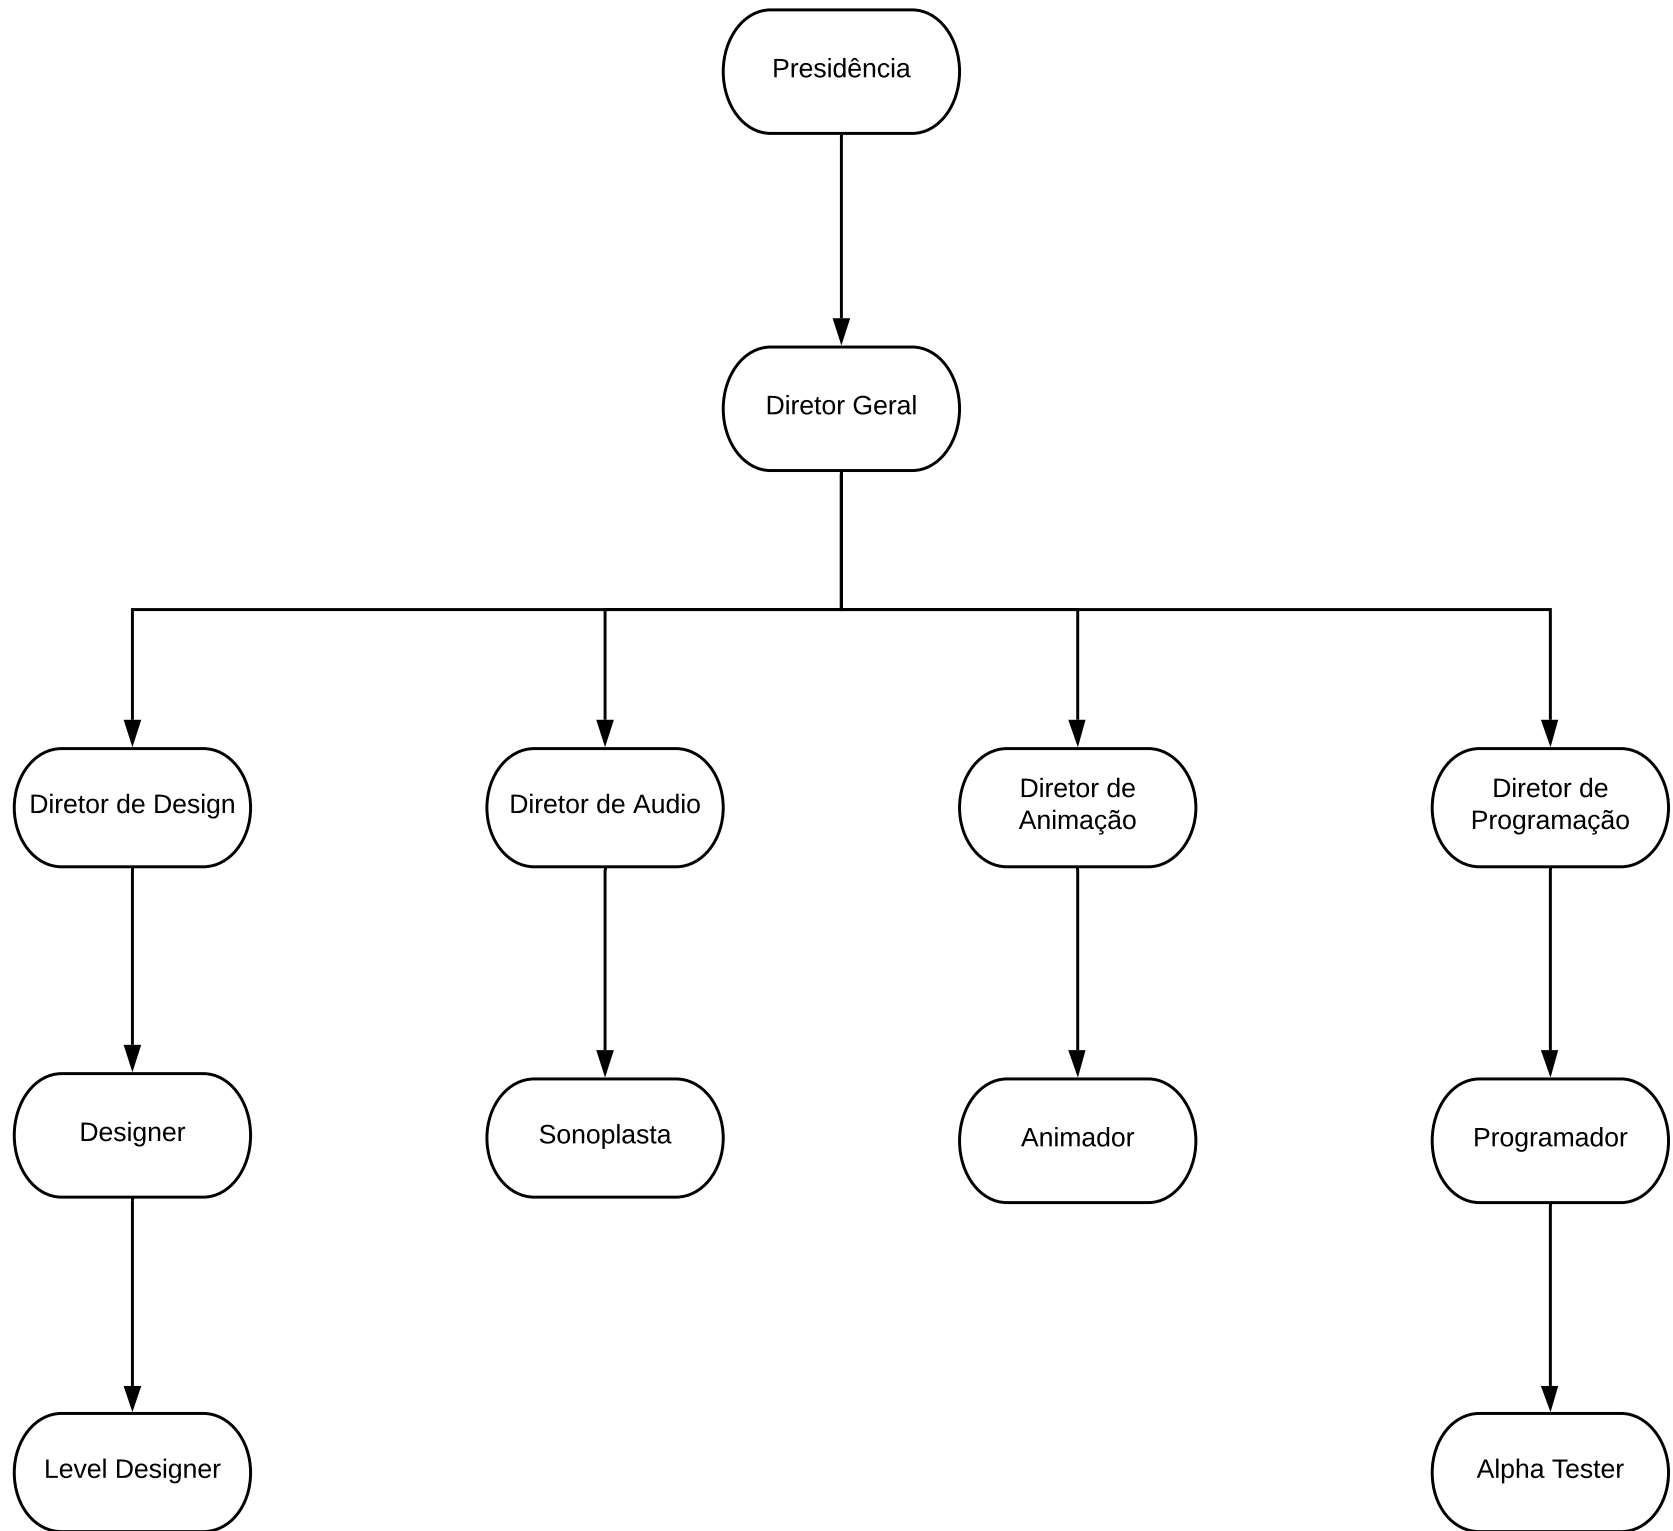 Presidência
Diretor Geral
Diretor de Design
Diretor de Audio
Diretor de
Animação
Diretor de
Programação
Designer
Sonoplasta
Animador
Programador
Level Designer
Alpha Tester